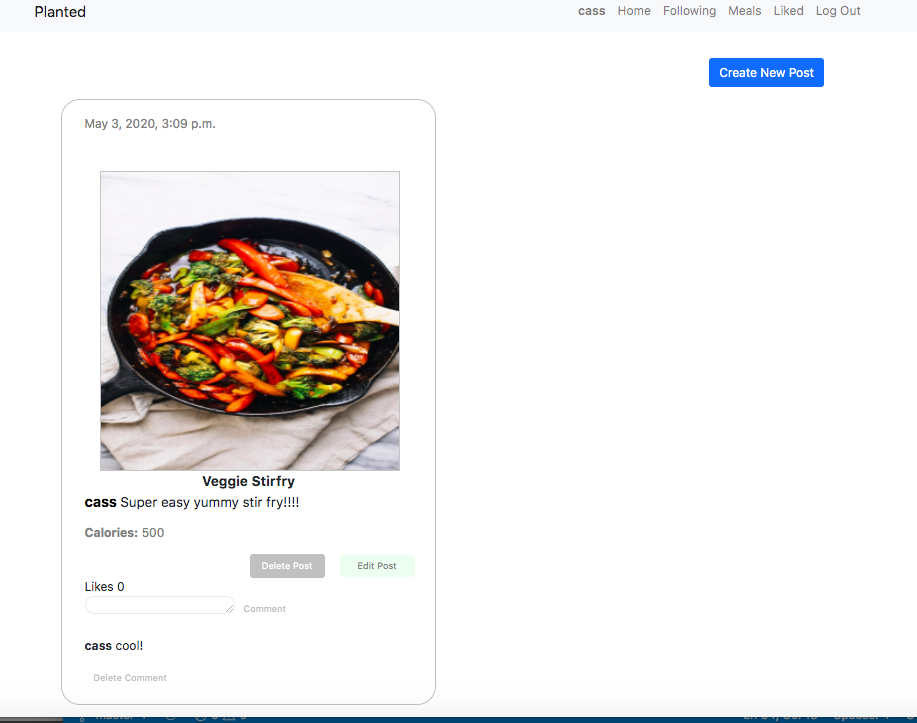 Planted
cass Home Following Meals Liked Log Out
Create New Post
May 3, 2020, 3:09 p.m.
Veggie Stirfry
cass Super easy yummy stir fry!!!!
Calories: 500
Delete Post Edit Post
Likes 0
Comment
cass cool!
Delete Comment